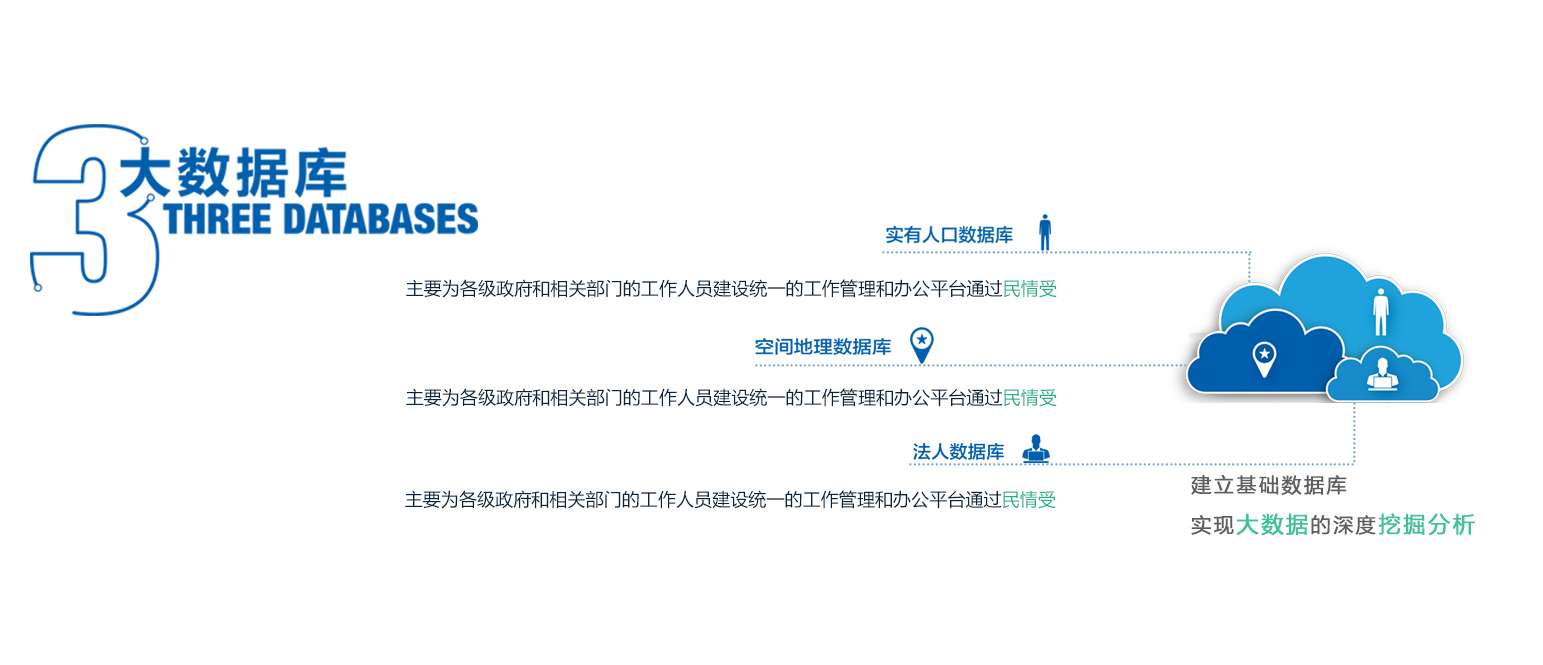 3大数据库
THREE DATABASES
实有人口数据库
主要为各级政府和相关部门的工作人员建设统一的工作管理和办公平台通过民情受
空间地理数据库
主要为各级政府和相关部门的工作人员建设统一的工作管理和办公平台通过民情受
法人数据库
主要为各级政府和相关部门的工作人员建设统一的工作管理和办公平台通过民情受
建立基础数据库
实现大数据的深度挖掘分析